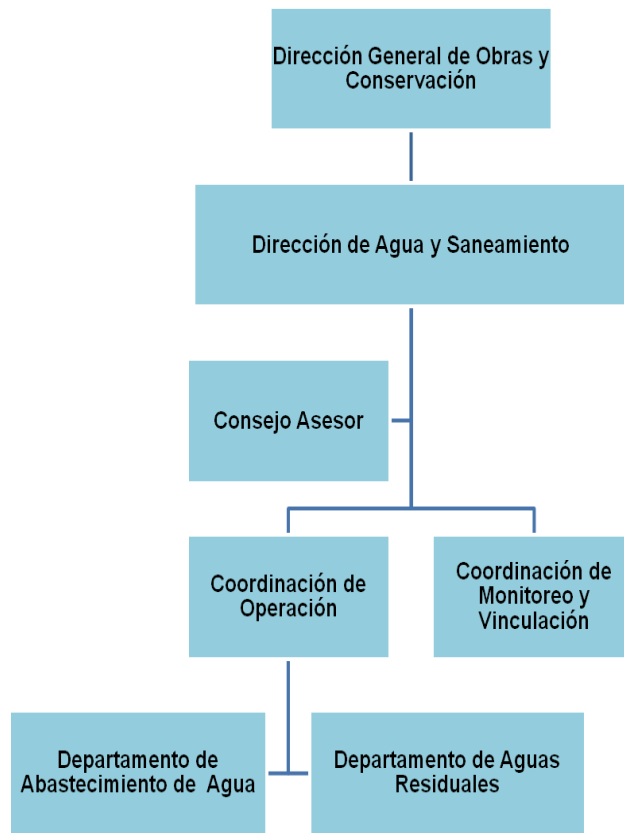 Dirección General de Obras y
Conservación
Dirección de Agua y Saneamiento
Consejo Asesor
Coordinación de
Operación
Coordinación de
Monitoreo y
Vinculación
Departamento de
Abastecimiento de Agua
Departamento de Aguas
Residuales